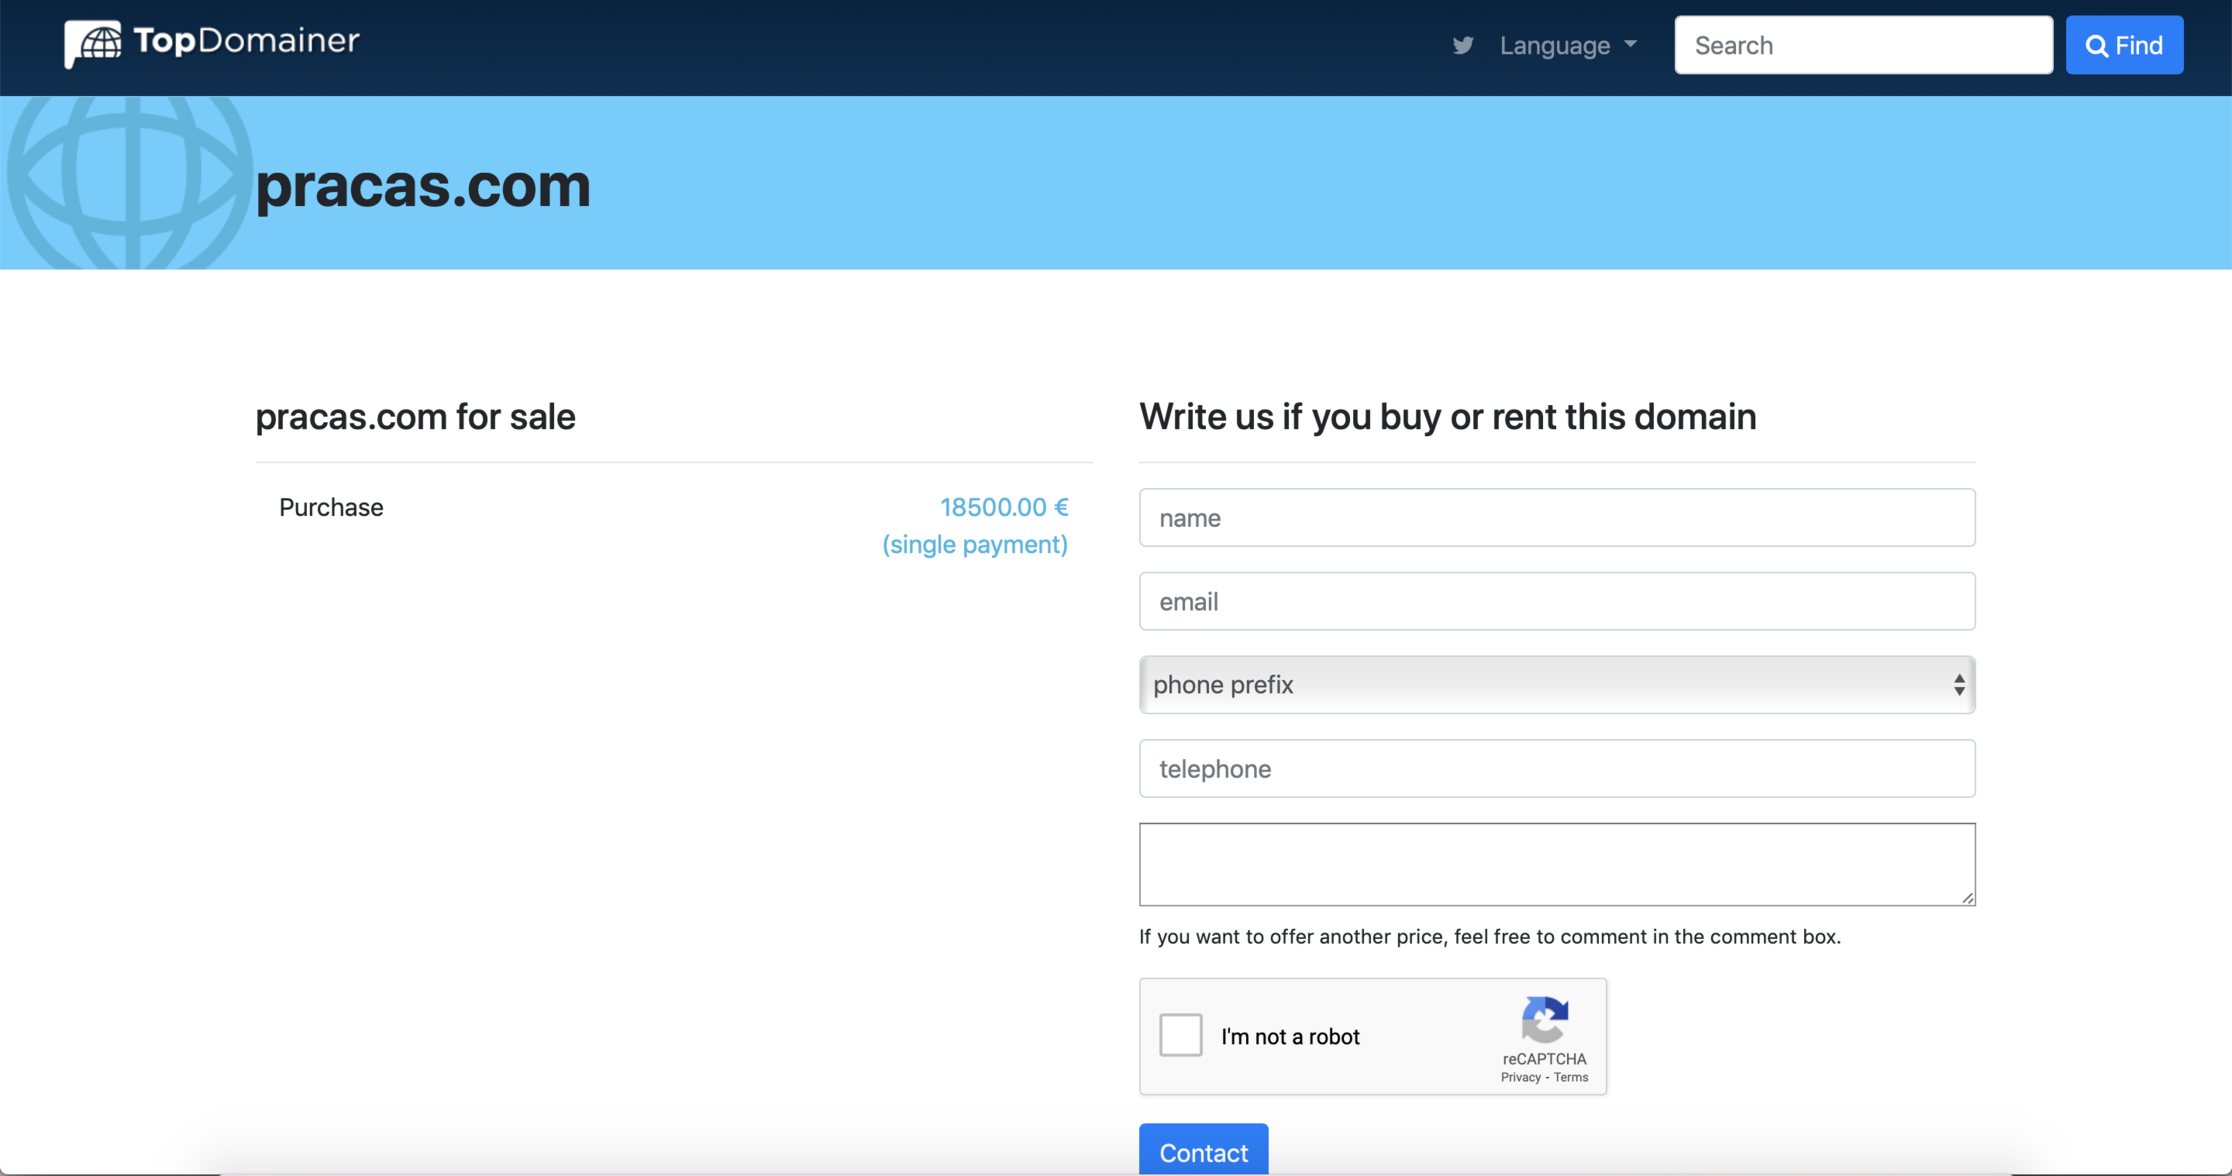 TopDomainer
Language
Search
Find
pracas.com
pracas.com for sale
Purchase
18500.00 €
(single payment)
Write us if you buy or rent this domain
name
email
phone prefix
telephone
If you want to offer another price, feel free to comment in the comment box.
I'm not a robot
reCAPTCHA
Privacy - Terms
Contact